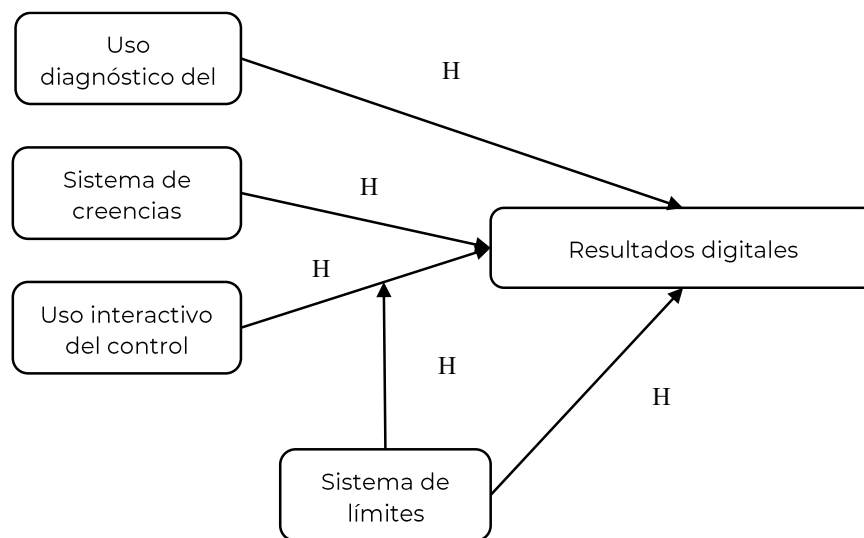 Uso
diagnóstico del
H
Sistema de
creencias
H
Resultados digitales
H
Uso interactivo
del control
H
H
Sistema de
límites